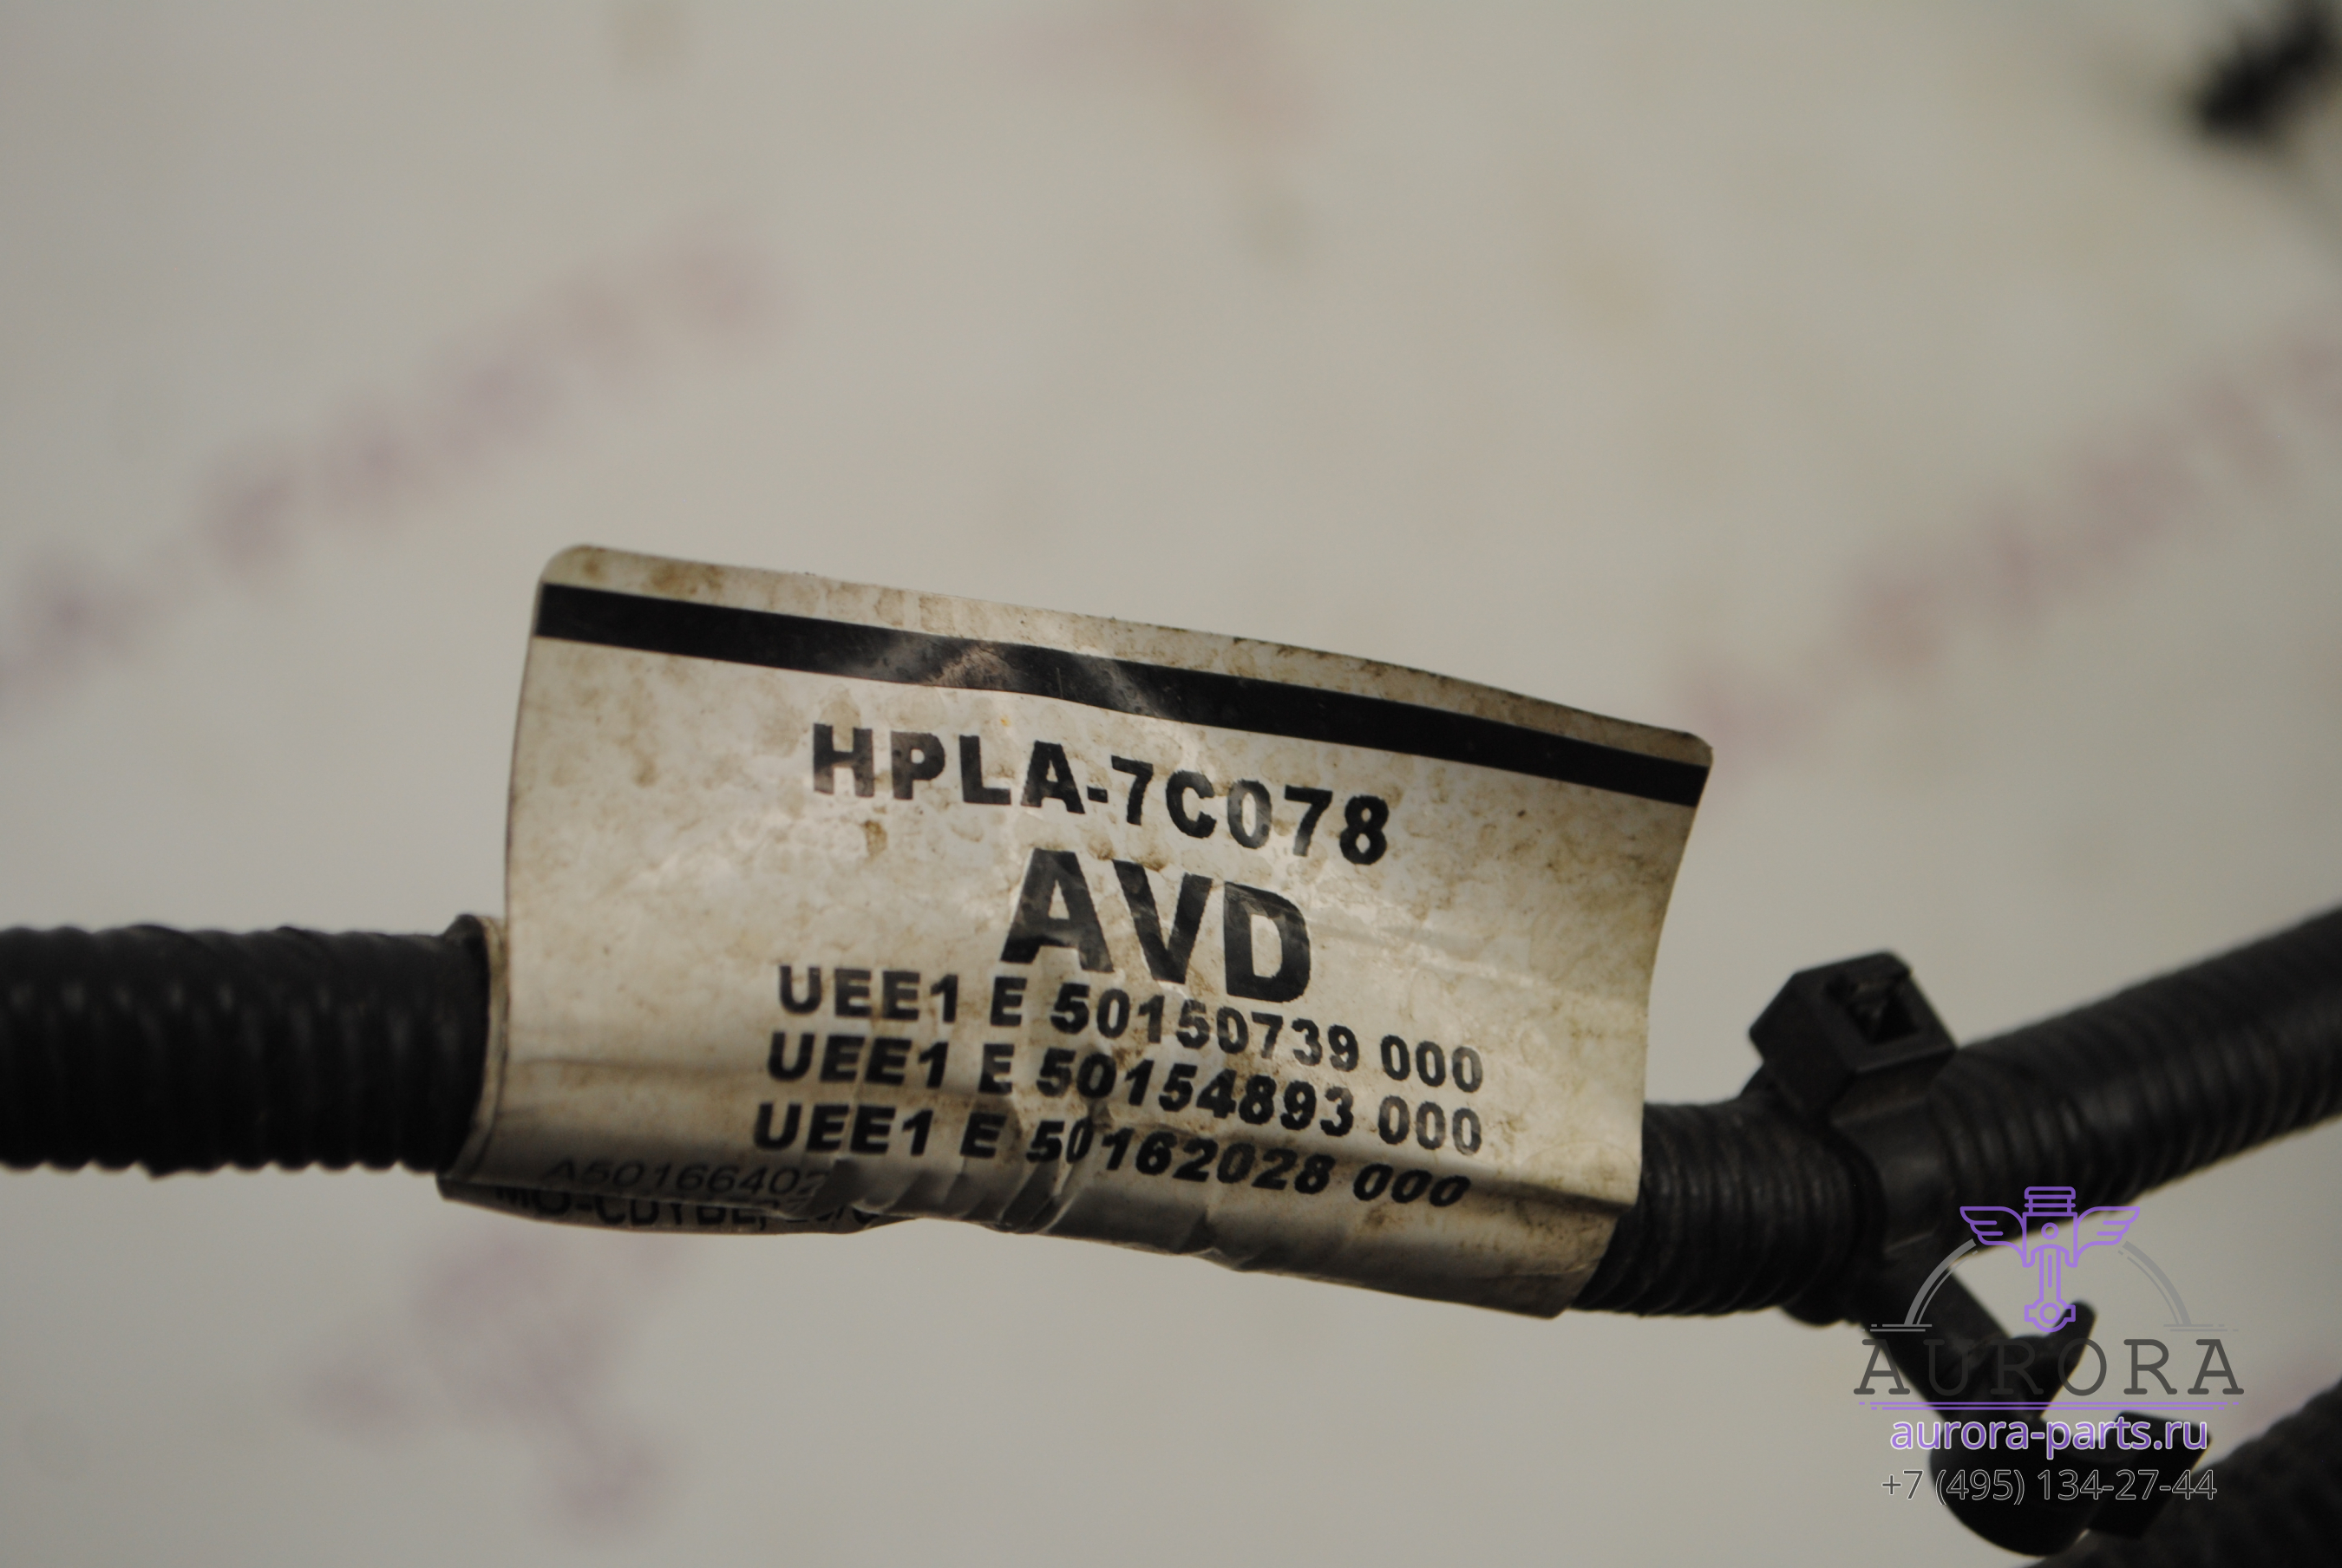 HPLA-7C078
AVD
UEE1 E 50150739 000
UEE1 E 50154893 000
UEE1 E 50162028 000
A50166402
AURORA
aurora-parts.ru
+7 (495) 134-27-44